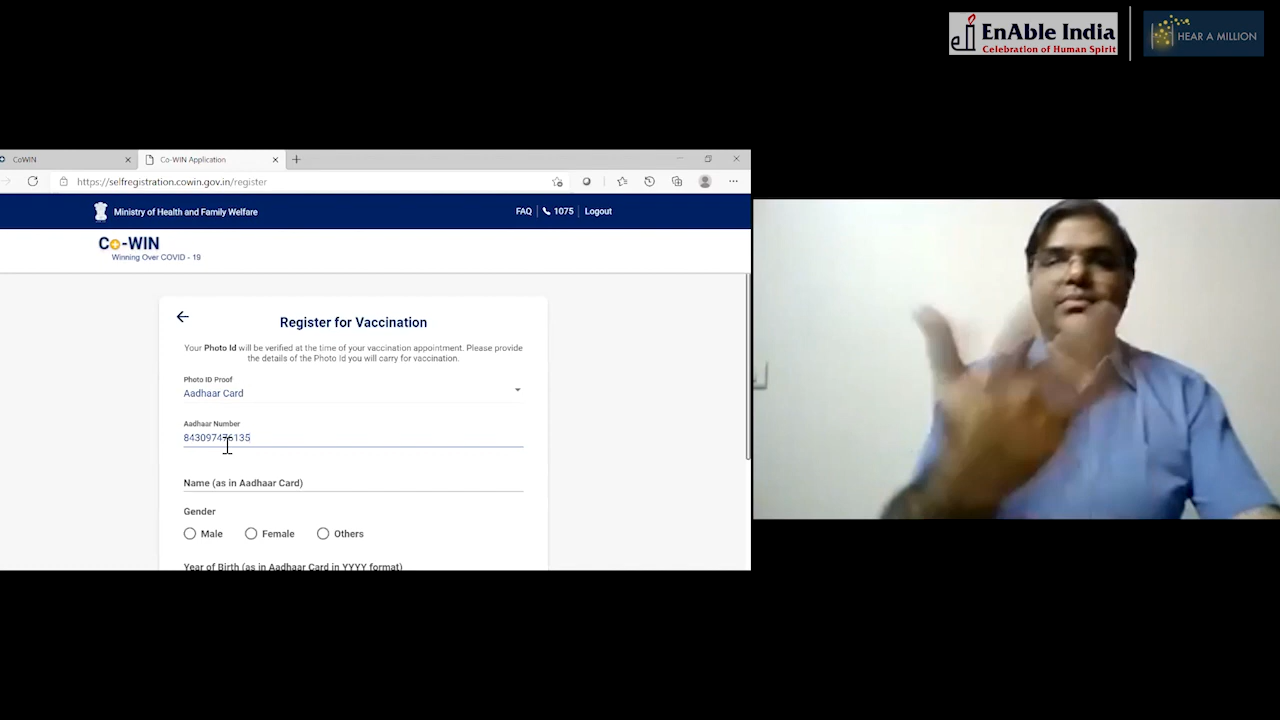 EnAble India
Celebration of Human Spirit
HEAR A MILLION
CoWIN
Co-WIN Application
https://selfregistration.cowin.gov.in/register
Ministry of Health and Family Welfare
FAQ
1075
Logout
Co-WIN
Winning Over COVID - 19
Register for Vaccination
Your Photo Id will be verified at the time of your vaccination appointment. Please provide
the details of the Photo Id you will carry for vaccination.
Photo ID Proof
Aadhaar Card
Aadhaar Number
Name (as in Aadhaar Card)
Gender
Male
Female
Others
Year of Birth (as in Aadhaar Card in YYYY format)